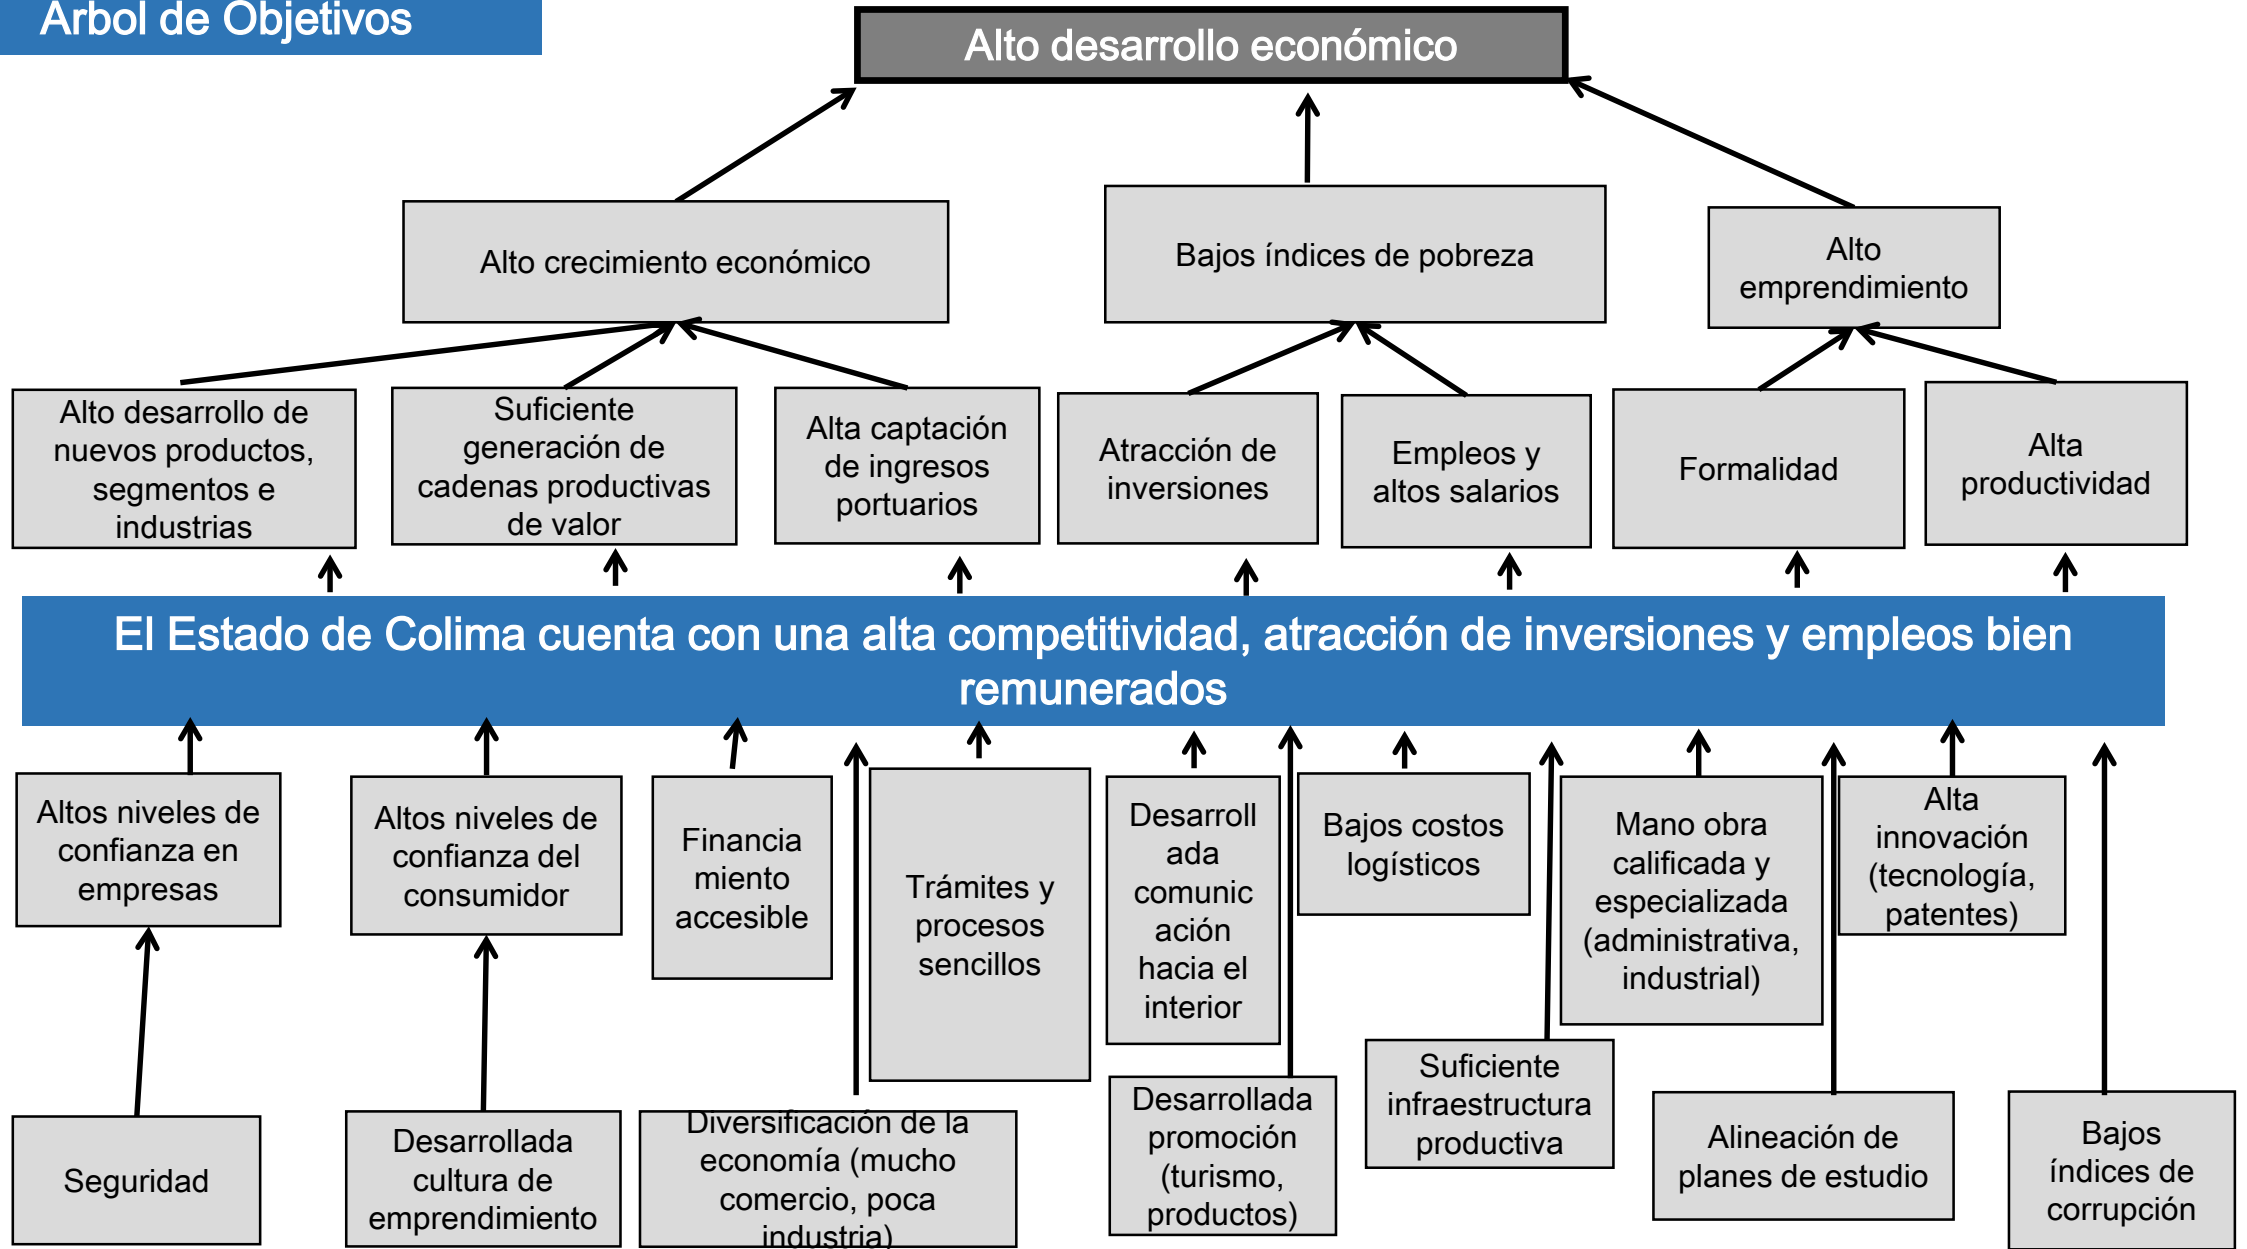 Arbol de Objetivos
Alto desarrollo económico
Alto crecimiento económico
Bajos índices de pobreza
Alto
emprendimiento
Alto desarrollo de
nuevos productos,
segmentos e
industrias
Suficiente
generación de
cadenas productivas
de valor
Alta captación
de ingresos
portuarios
Atracción de
inversiones
Empleos y
altos salarios
Formalidad
Alta
productividad
El Estado de Colima cuenta con una alta competitividad, atracción de inversiones y empleos bien
remunerados
Altos niveles de
confianza en
empresas
Altos niveles de
confianza del
consumidor
Financia
miento
accesible
Trámites y
procesos
sencillos
Desarroll
ada
comunic
ación
hacia el
interior
Bajos costos
logísticos
Mano obra
calificada y
especializada
(administrativa,
industrial)
Alta
innovación
(tecnología,
patentes)
Seguridad
Desarrollada
cultura de
emprendimiento
Diversificación de la
economía (mucho
comercio, poca
industria)
Desarrollada
promoción
(turismo,
productos)
Suficiente
infraestructura
productiva
Alineación de
planes de estudio
Bajos
índices de
corrupción